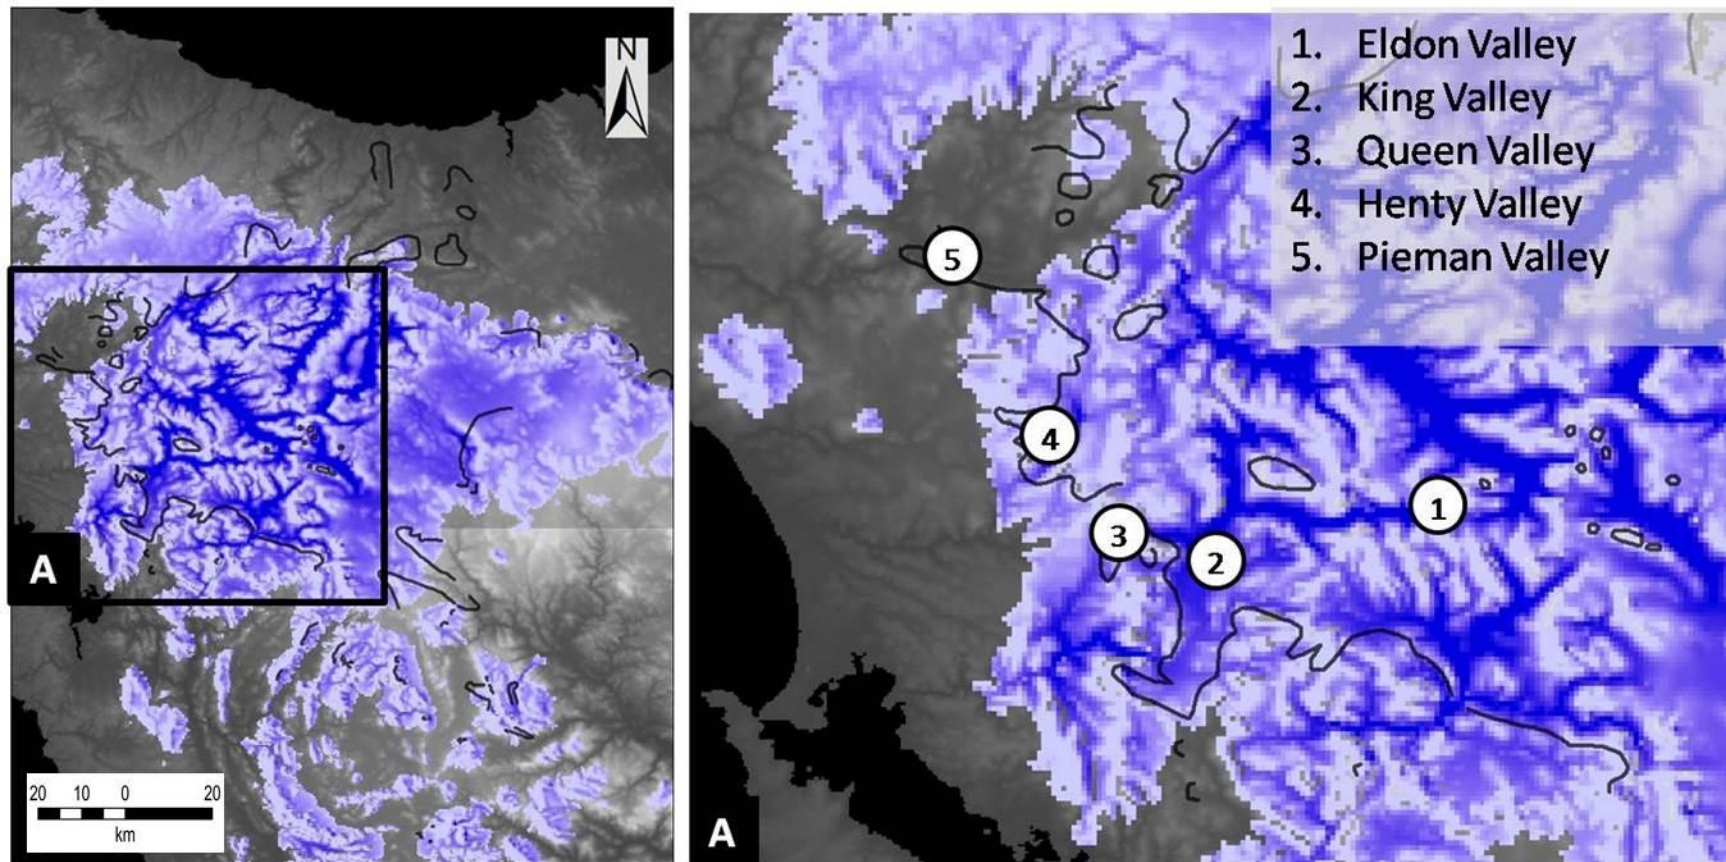 N
A
20 10 0 20
km
1. Eldon Valley
2. King Valley
3. Queen Valley
4. Henty Valley
5. Pieman Valley
5
4
1
3
2
A